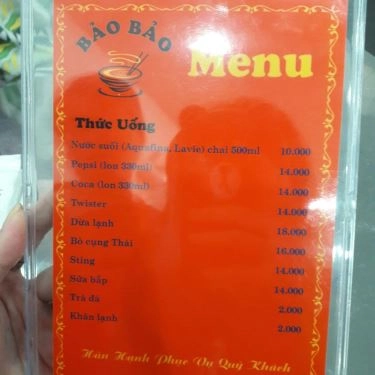 BẢO BẢO
Menu
Thức Uống
Nước suối (Aquafina, Lavie) chai 500ml 10.000
Pepsi (lon 330ml) 14.000
Coca (lon 330ml) 14.000
Twister 14.000
Dừa lạnh 18.000
Bò cụng Thái 16.000
Sting 14.000
Sữa bắp 14.000
Trà đá 2.000
Khăn lạnh 2.000
Hân Hạnh Phục Vụ Quý Khách